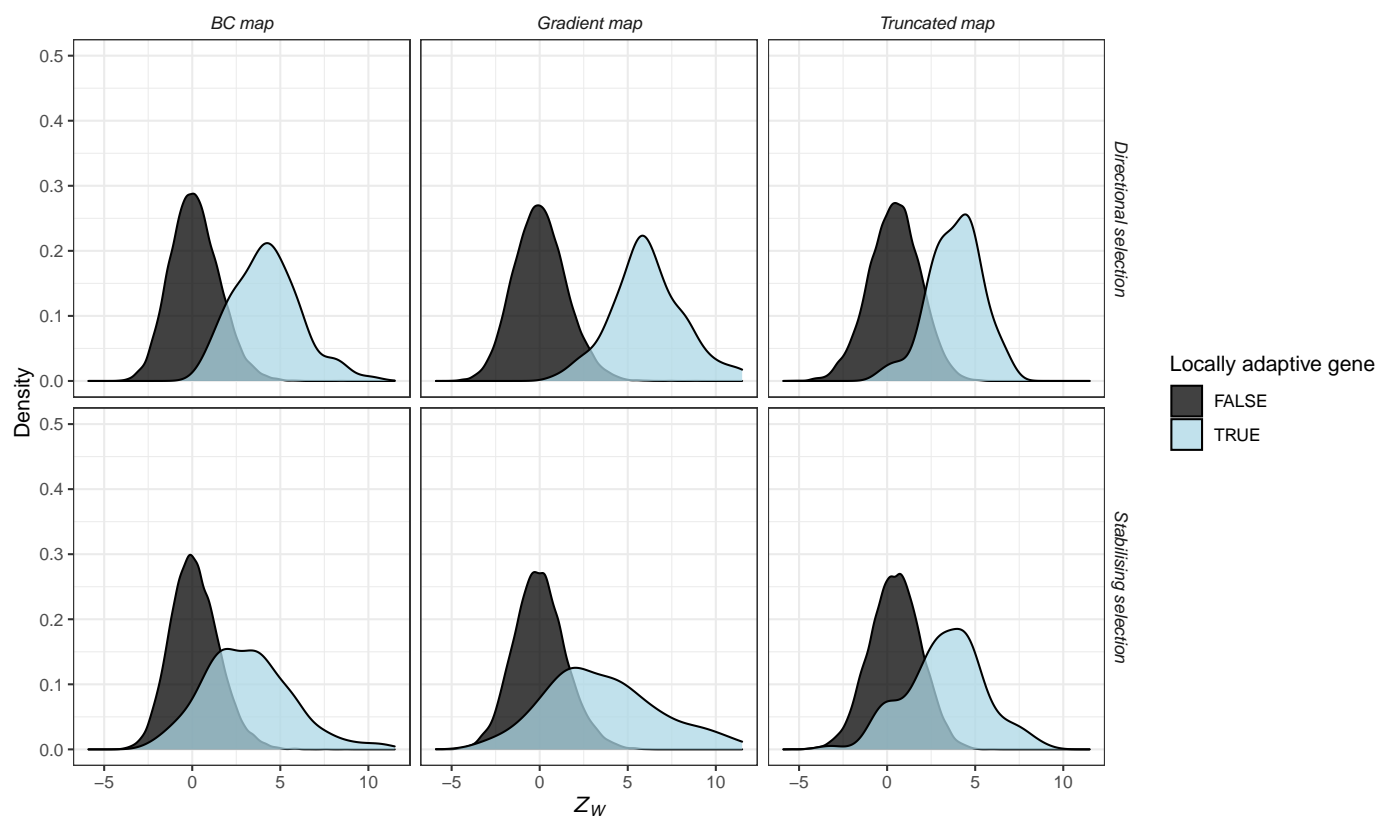 BC map Gradient map Truncated map
0.5
0.4
0.3
0.2
0.1
0.0
Directional selection
0.5
0.4
0.3
0.2
0.1
0.0
Stabilising selection
Density
−5 0 5 10 −5 0 5 10 −5 0 5 10
Z_W
Locally adaptive gene
FALSE
TRUE